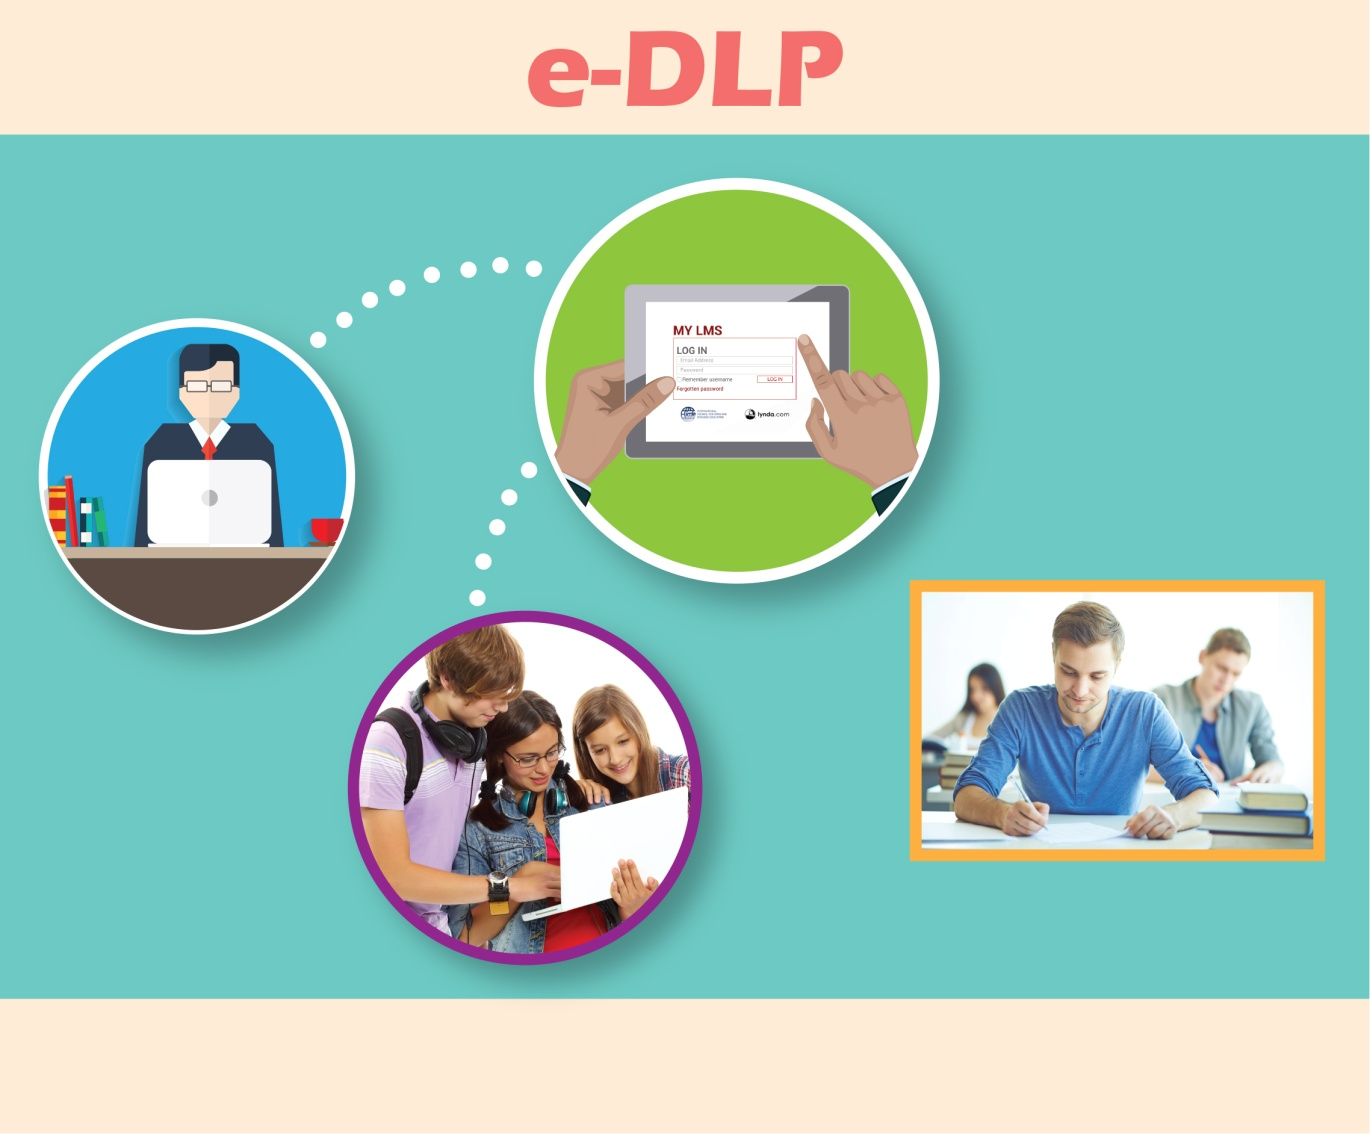 e-DLP
MY LMS
LOG IN
Email Address
Password
Remember username
LOG IN
Forgotten password
lynda.com